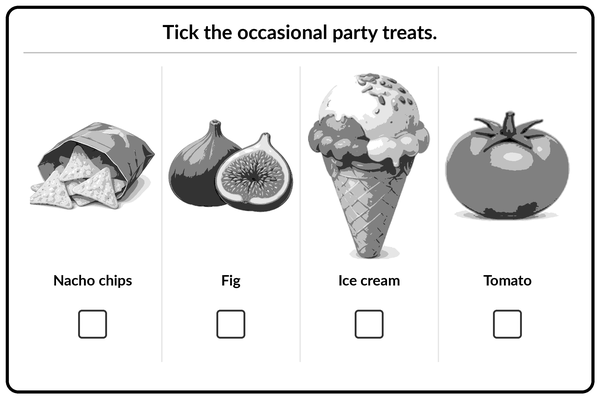 Tick the occasional party treats.
Nacho chips
Fig
Ice cream
Tomato